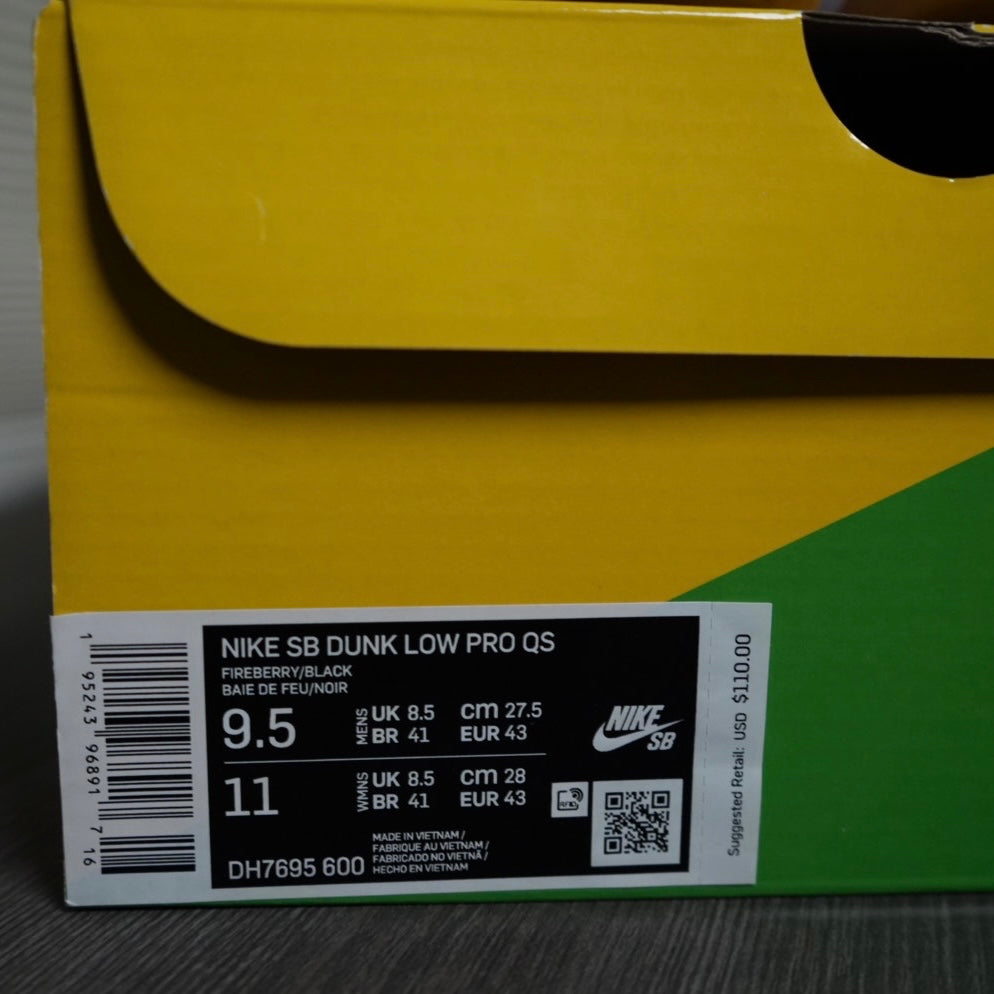 1 95243 96891 7 16
NIKE SB DUNK LOW PRO QS
FIREBERRY/BLACK
BAIE DE FEU/NOIR
9.5 MENS UK 8.5 cm 27.5
BR 41 EUR 43
11 WMNS UK 8.5 cm 28
BR 41 EUR 43
NIKE
SB
RFID
DH7695 600
MADE IN VIETNAM /
FABRIQUE AU VIETNAM /
FABRICADO NO VIETNÃ /
HECHO EN VIETNAM
Suggested Retail: USD $110.00